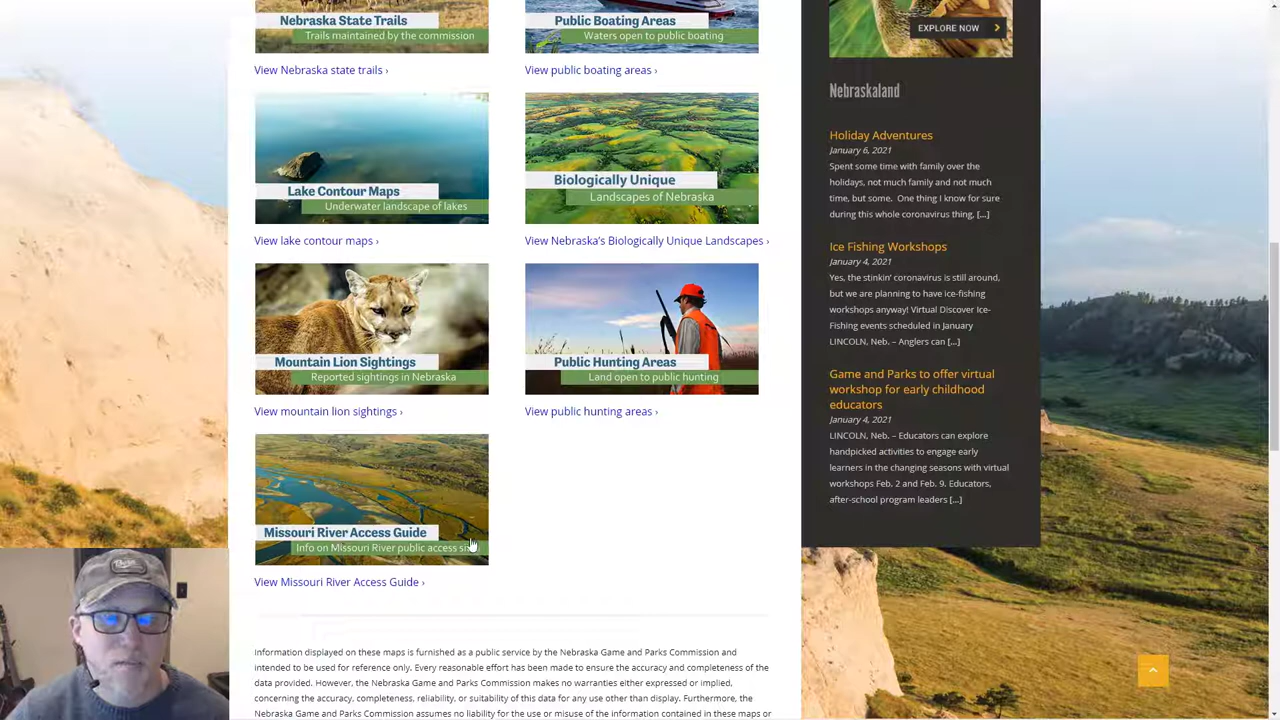 Nebraska State Trails
Trails maintained by the commission
View Nebraska state trails ›
Public Boating Areas
Waters open to public boating
View public boating areas ›
Lake Contour Maps
Underwater landscape of lakes
View lake contour maps ›
Biologically Unique
Landscapes of Nebraska
View Nebraska's Biologically Unique Landscapes ›
Mountain Lion Sightings
Reported sightings in Nebraska
View mountain lion sightings ›
Public Hunting Areas
Land open to public hunting
View public hunting areas ›
Missouri River Access Guide
Info on Missouri River public access
View Missouri River Access Guide ›
Information displayed on these maps is furnished as a public service by the Nebraska Game and Parks Commission and
intended to be used for reference only. Every reasonable effort has been made to ensure the accuracy and completeness of the
data provided. However, the Nebraska Game and Parks Commission makes no warranties either expressed or implied,
concerning the accuracy, completeness, reliability, or suitability of this data for any use other than display. Furthermore, the
Nebraska Game and Parks Commission assumes no liability for the use or misuse of the information contained in these maps or
EXPLORE NOW
Nebraskaland
Holiday Adventures
January 6, 2021
Spent some time with family over the
holidays, not much family and not much
time, but some. One thing I know for sure
during this whole coronavirus thing, [...]
Ice Fishing Workshops
January 4, 2021
Yes, the stinkin' coronavirus is still around,
but we are planning to have ice-fishing
workshops anyway! Virtual Discover Ice-
Fishing events scheduled in January
LINCOLN, Neb. – Anglers can [...]
Game and Parks to offer virtual
workshop for early childhood
educators
January 4, 2021
LINCOLN, Neb. – Educators can explore
handpicked activities to engage early
learners in the changing seasons with virtual
workshops Feb. 2 and Feb. 9. Educators,
after-school program leaders [...]